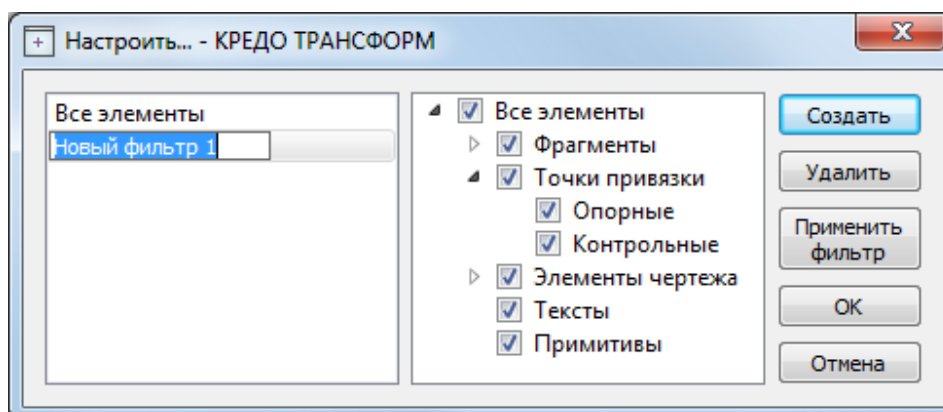 Настроить... - КРЕДО ТРАНСФОРМ
Все элементы
Новый фильтр 1
Все элементы
Фрагменты
Точки привязки
Опорные
Контрольные
Элементы чертежа
Тексты
Примитивы
Создать
Удалить
Применить
фильтр
ОК
Отмена